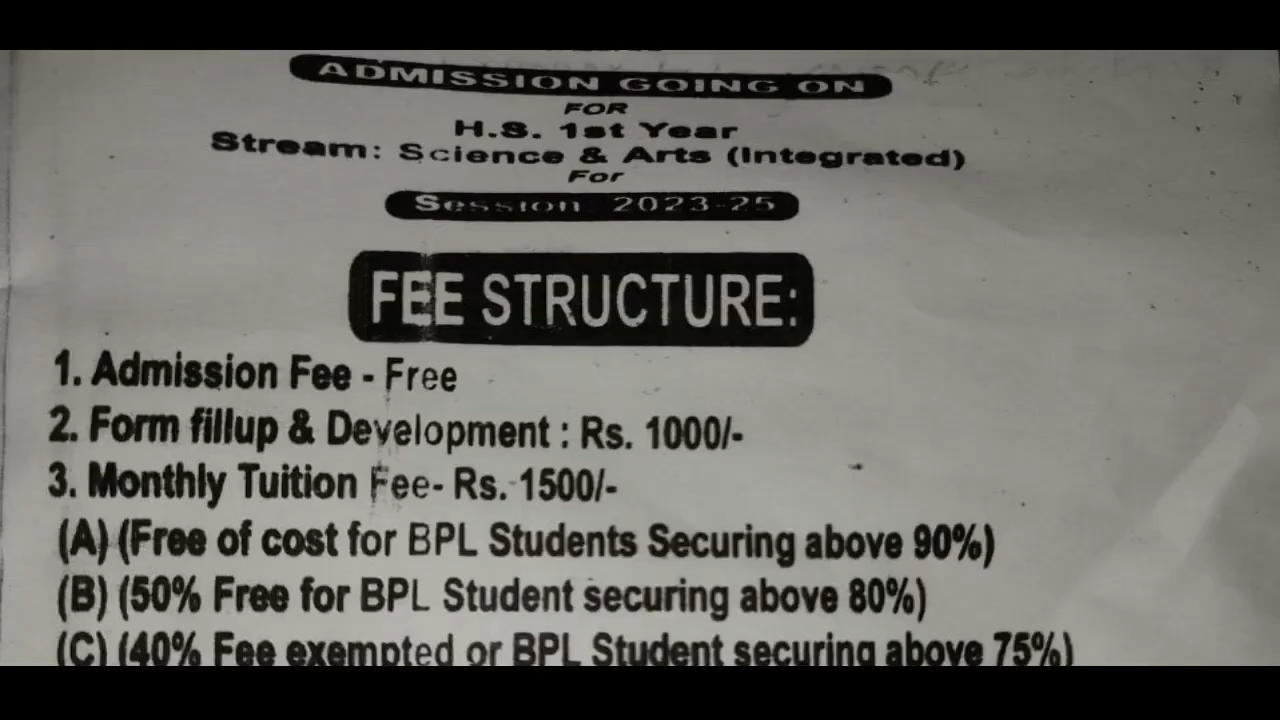 ADMISSION GOING ON
FOR
H.S. 1st Year
Stream: Science & Arts (Integrated)
For
Session 2023-25
FEE STRUCTURE:
1. Admission Fee - Free
2. Form fillup & Development : Rs. 1000/-
3. Monthly Tuition Fee- Rs. 1500/-
(A) (Free of cost for BPL Students Securing above 90%)
(B) (50% Free for BPL Student securing above 80%)
(C) (40% Fee exempted or BPL Student securing above 75%)